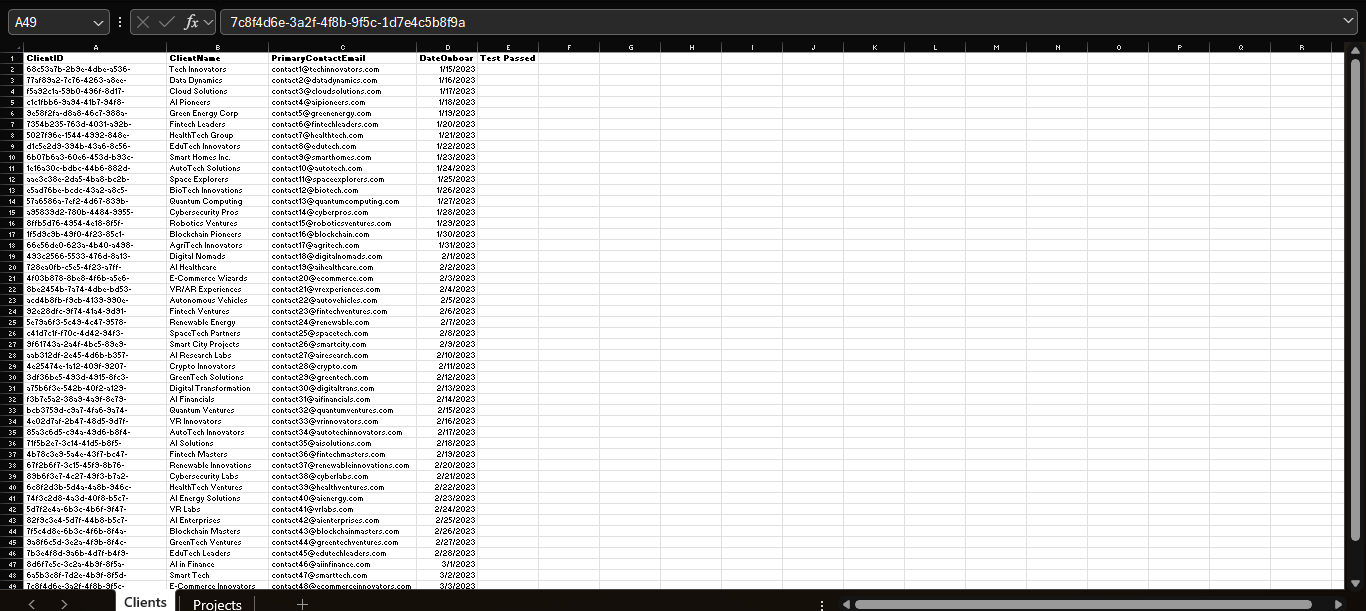 A49 fx 7c8f4d6e-3a2f-4f8b-9f5c-1d7e4c5b8f9a
A B C D E F G H I J K L M N O P Q R
1 ClientID ClientName PrimaryContactEmail DateOnboar Test Passed
2 68c53a7b-2b9e-4dbe-a536- Tech Innovators contact1@techinnovators.com 1/15/2023
3 77af89a2-7c76-4263-a8ee- Data Dynamics contact2@datadynamics.com 1/16/2023
4 f5a92c1a-59b0-496f-8d17- Cloud Solutions contact3@cloudsolutions.com 1/17/2023
5 c1c1fbb6-9a94-41b7-94f8- AI Pioneers contact4@aipioneers.com 1/18/2023
6 9e58f2fa-d8a8-46c7-988a- Green Energy Corp contact5@greenenergy.com 1/19/2023
7 7354b235-763d-4031-a92b- Fintech Leaders contact6@fintechleaders.com 1/20/2023
8 5027f96e-1544-4992-848e- HealthTech Group contact7@healthtech.com 1/21/2023
9 d1c5e2d9-394b-43a6-8c56- EduTech Innovators contact8@edutech.com 1/22/2023
10 6b07b6a3-60e6-453d-b93c- Smart Homes Inc. contact9@smarthomes.com 1/23/2023
11 1e16a30c-bdbc-44b6-882d- AutoTech Solutions contact10@autotech.com 1/24/2023
12 aae3c38e-2da5-4ba8-bc2b- Space Explorers contact11@spaceexplorers.com 1/25/2023
13 e5ad76be-bcdc-43a2-a8c5- BioTech Innovations contact12@biotech.com 1/26/2023
14 57a6586a-7ef2-4d67-839b- Quantum Computing contact13@quantumcomputing.com 1/27/2023
15 a95839d2-780b-4484-9955- Cybersecurity Pros contact14@cyberpros.com 1/28/2023
16 8ffb5d76-4954-4e18-8f5f- Robotics Ventures contact15@roboticsventures.com 1/29/2023
17 1f5d9c9b-49f0-4f23-85c1- Blockchain Pioneers contact16@blockchain.com 1/30/2023
18 66e56de0-623a-4b40-a498- AgriTech Innovators contact17@agritech.com 1/31/2023
19 493c2566-5533-476d-8a13- Digital Nomads contact18@digitalnomads.com 2/1/2023
20 728ea0fb-c5e5-4f23-a7ff- AI Healthcare contact19@aihealthcare.com 2/2/2023
21 4f03b878-8be8-4f6b-a5e6- E-Commerce Wizards contact20@ecommerce.com 2/3/2023
22 8be2454b-7a74-4dbe-bd53- VR/AR Experiences contact21@vrexperiences.com 2/4/2023
23 acd4b8fb-f9cb-4139-990e- Autonomous Vehicles contact22@autovehicles.com 2/5/2023
24 92e28dfc-9f74-41a4-9d91- Fintech Ventures contact23@fintechventures.com 2/6/2023
25 5e79a6f3-5c49-4c47-9578- Renewable Energy contact24@renewable.com 2/7/2023
26 c41d7c1f-f70c-4d42-94f3- SpaceTech Partners contact25@spacetech.com 2/8/2023
27 9f61743a-2a4f-4bc5-89e9- Smart City Projects contact26@smartcity.com 2/9/2023
28 aab312df-2e45-4d6b-b357- AI Research Labs contact27@airesearch.com 2/10/2023
29 4e25474e-1a12-409f-9207- Crypto Innovators contact28@crypto.com 2/11/2023
30 3df36be5-493d-4915-8fc3- GreenTech Solutions contact29@greentech.com 2/12/2023
31 a75b6f3e-542b-40f2-a129- Digital Transformation contact30@digitaltrans.com 2/13/2023
32 f3b7e5a2-38a9-4a9f-8e79- AI Financials contact31@aifinancials.com 2/14/2023
33 bcb3759d-c9a7-4fa6-9a74- Quantum Ventures contact32@quantumventures.com 2/15/2023
34 4e02d7af-2b47-48d5-9d7f- VR Innovators contact33@vrinnovators.com 2/16/2023
35 85a3c6d5-c94a-49d6-b8f4- AutoTech Innovators contact34@autotechinnovators.com 2/17/2023
36 71f5b2e7-3c14-41d5-b8f5- AI Solutions contact35@aisolutions.com 2/18/2023
37 4b78c3e9-5a4e-43f7-bc47- Fintech Masters contact36@fintechmasters.com 2/19/2023
38 67f2b6f7-3c15-45f9-8b76- Renewable Innovations contact37@renewableinnovations.com 2/20/2023
39 89b6f3e7-4c27-49f3-b7a2- Cybersecurity Labs contact38@cyberlabs.com 2/21/2023
40 6c8f2d3b-5d4a-4a8b-946c- HealthTech Ventures contact39@healthventures.com 2/22/2023
41 74f3c2d8-4a3d-40f8-b5c7- AI Energy Solutions contact40@aienergy.com 2/23/2023
42 5d7f2e4a-6b3c-4b6f-9f47- VR Labs contact41@vrlabs.com 2/24/2023
43 82f9c3e4-5d7f-44b8-b5c7- AI Enterprises contact42@aienterprises.com 2/25/2023
44 7f5c4d8e-6b3c-4f6b-8f4a- Blockchain Masters contact43@blockchainmasters.com 2/26/2023
45 9a8f6c5d-3e2a-4f9b-8f4c- GreenTech Ventures contact44@greentechventures.com 2/27/2023
46 7b3e4f8d-9a6b-4d7f-b4f9- EduTech Leaders contact45@edutechleaders.com 2/28/2023
47 8d6f7e5c-3c2a-4b9f-8f5a- AI in Finance contact46@aiinfinance.com 3/1/2023
48 6a5b3c8f-7d2e-4b9f-8f5d- Smart Tech contact47@smarttech.com 3/2/2023
49 7c8f4d6e-3a2f-4f8b-9f5c- E-Commerce Innovators contact48@ecommerceinnovators.com 3/3/2023
Clients Projects